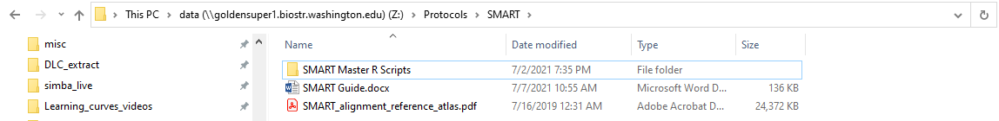 This PC > data (\\goldensuper1.biostr.washington.edu) (Z:) > Protocols > SMART >
misc
DLC_extract
simba_live
Learning_curves_videos
Name Date modified Type Size
SMART Master R Scripts 7/2/2021 7:35 PM File folder
SMART Guide.docx 7/7/2021 10:55 AM Microsoft Word D... 136 KB
SMART_alignment_reference_atlas.pdf 7/16/2019 12:31 AM Adobe Acrobat D... 24,372 KB